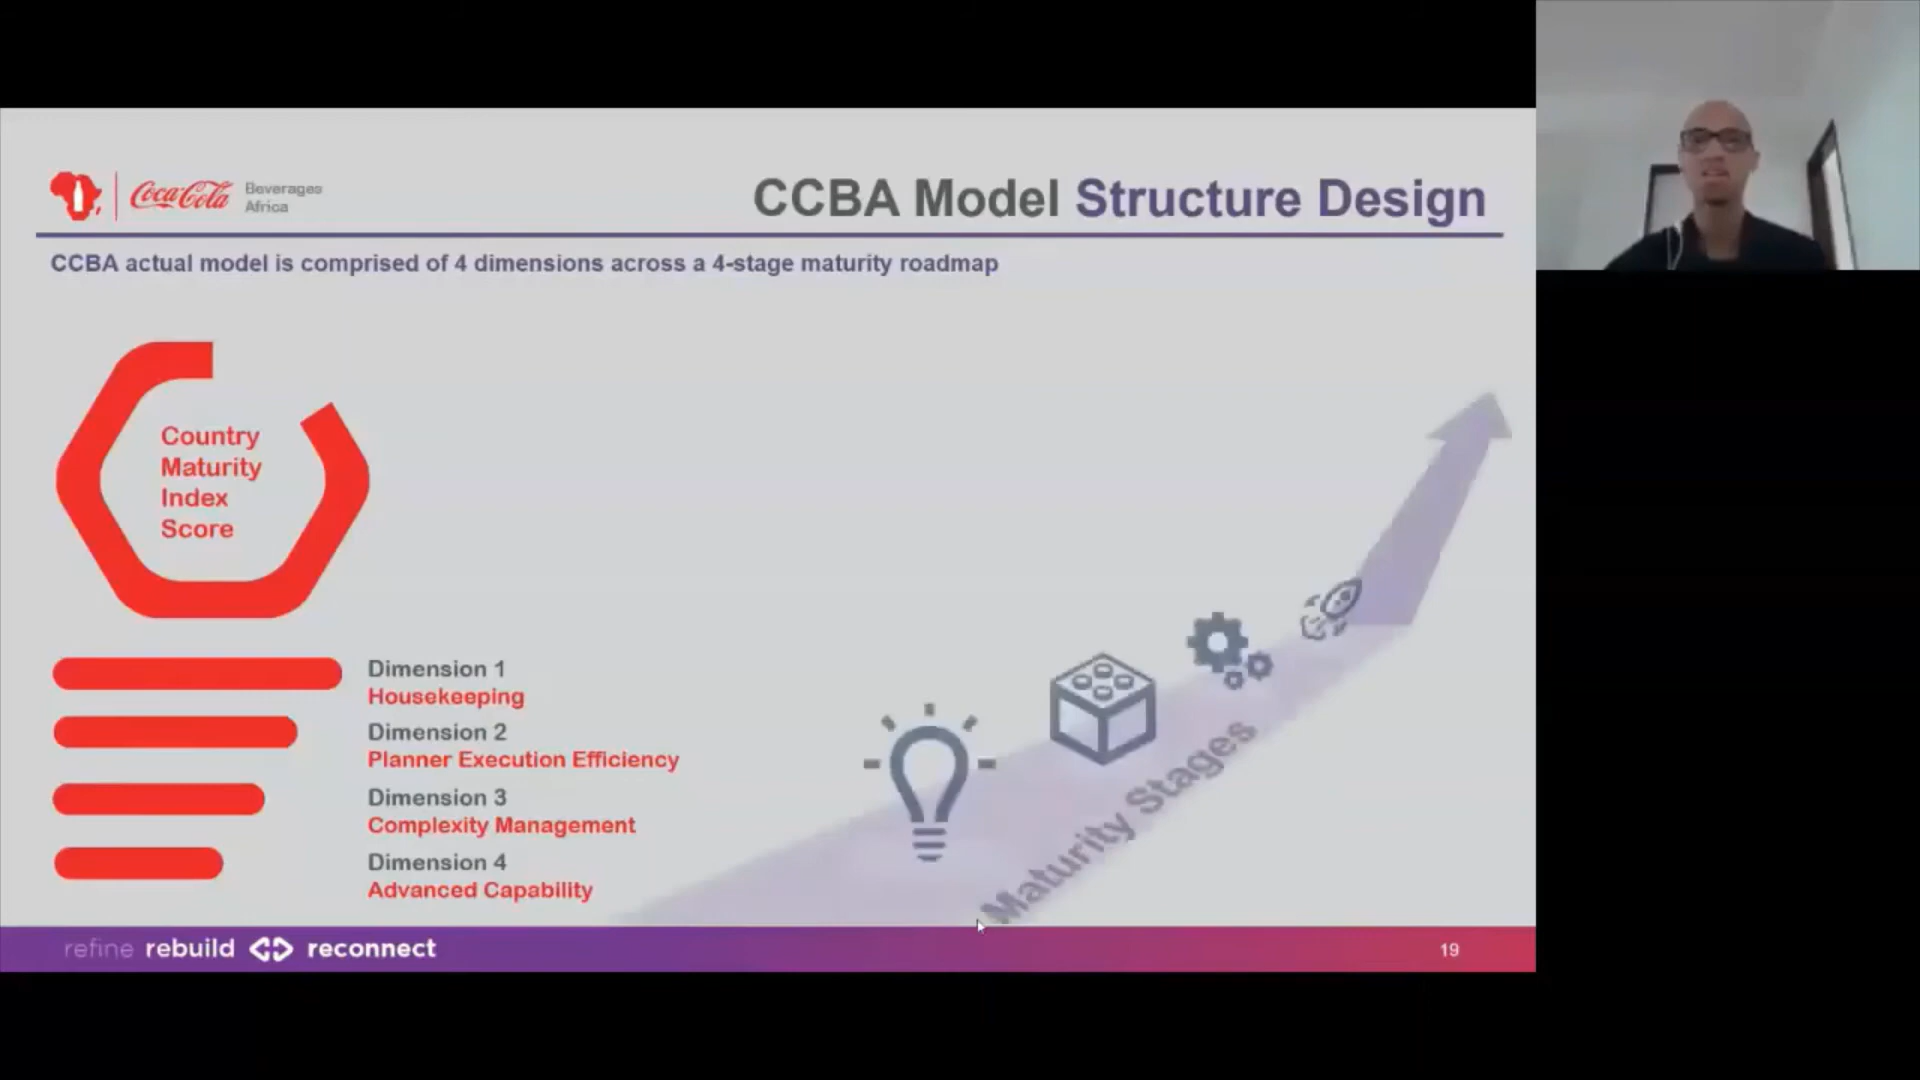 Coca-Cola
Beverages
Africa
CCBA Model Structure Design
CCBA actual model is comprised of 4 dimensions across a 4-stage maturity roadmap
Country
Maturity
Index
Score
Dimension 1
Housekeeping
Dimension 2
Planner Execution Efficiency
Dimension 3
Complexity Management
Dimension 4
Advanced Capability
Maturity Stages
refine rebuild reconnect
19